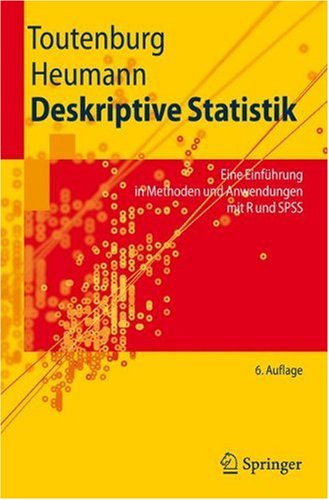 Toutenburg
Heumann
Deskriptive Statistik
Eine Einführung
in Methoden und Anwendungen
mit R und SPSS
6. Auflage
Springer